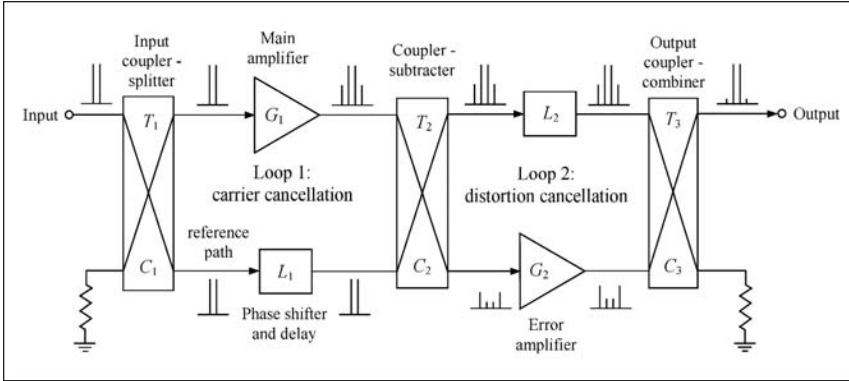 Input
coupler -
splitter
Main
amplifier
Coupler -
subtracter
Output
coupler -
combiner
Input
T1
G1
T2
L2
T3
Output
Loop 1:
carrier cancellation
Loop 2:
distortion cancellation
reference
path
C1
L1
C2
G2
C3
Phase shifter
and delay
Error
amplifier